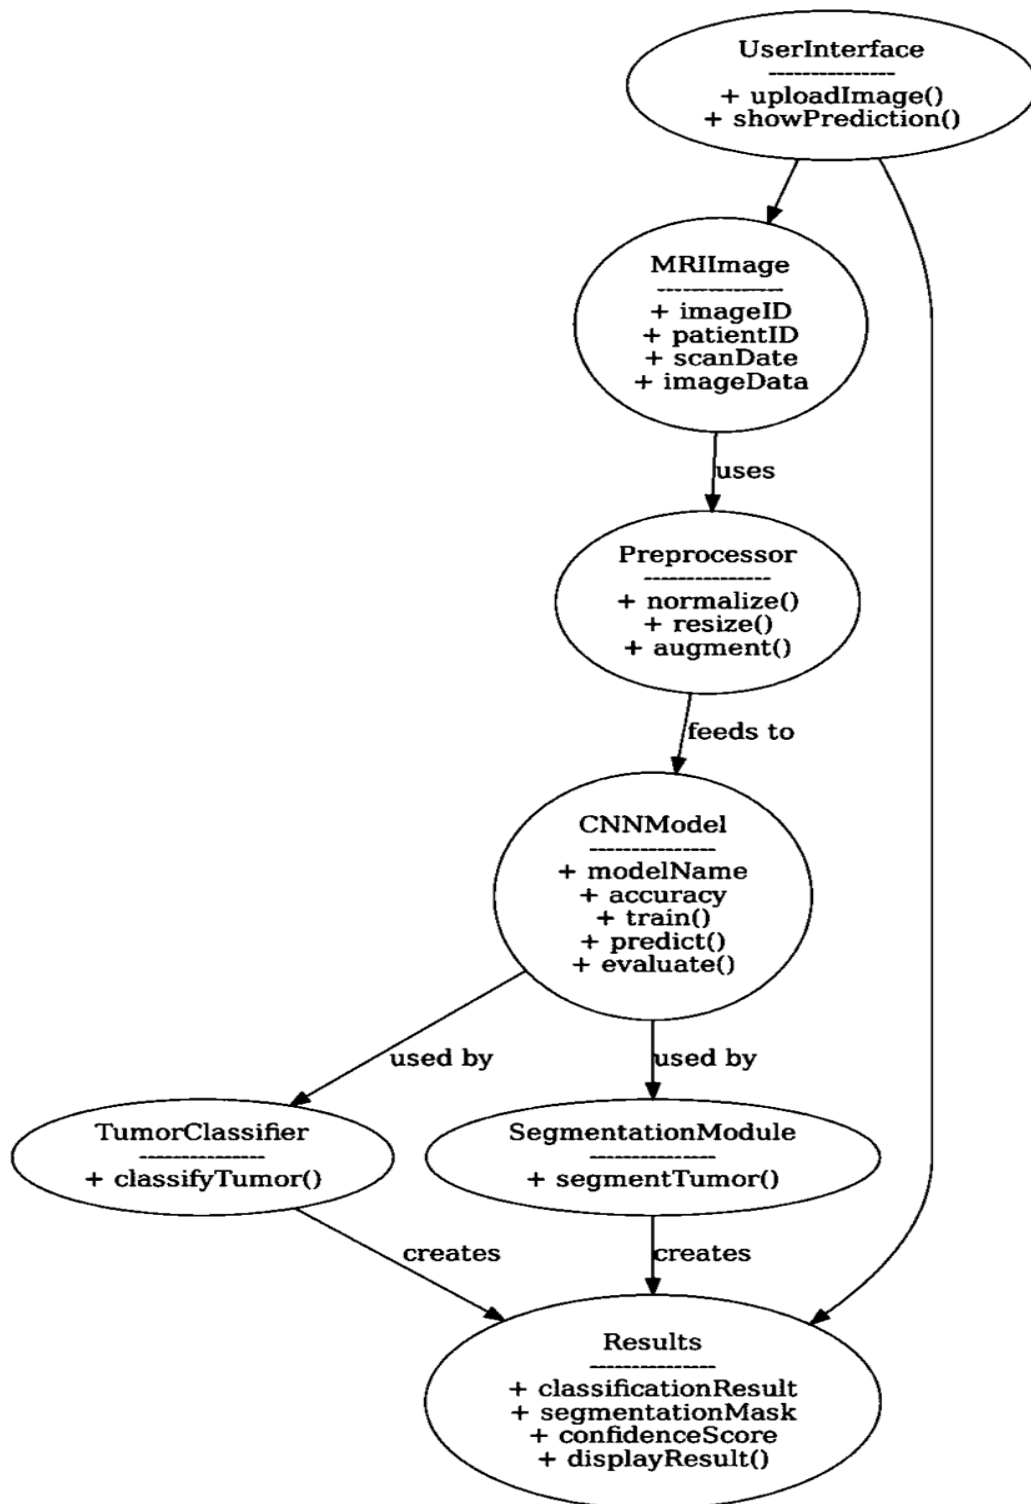 UserInterface
---------------
+ uploadImage()
+ showPrediction()
MRIImage
---------------
+ imageID
+ patientID
+ scanDate
+ imageData
uses
Preprocessor
---------------
+ normalize()
+ resize()
+ augment()
feeds to
CNNModel
---------------
+ modelName
+ accuracy
+ train()
+ predict()
+ evaluate()
used by
used by
TumorClassifier
---------------
+ classifyTumor()
SegmentationModule
---------------
+ segmentTumor()
creates
creates
Results
---------------
+ classificationResult
+ segmentationMask
+ confidenceScore
+ displayResult()